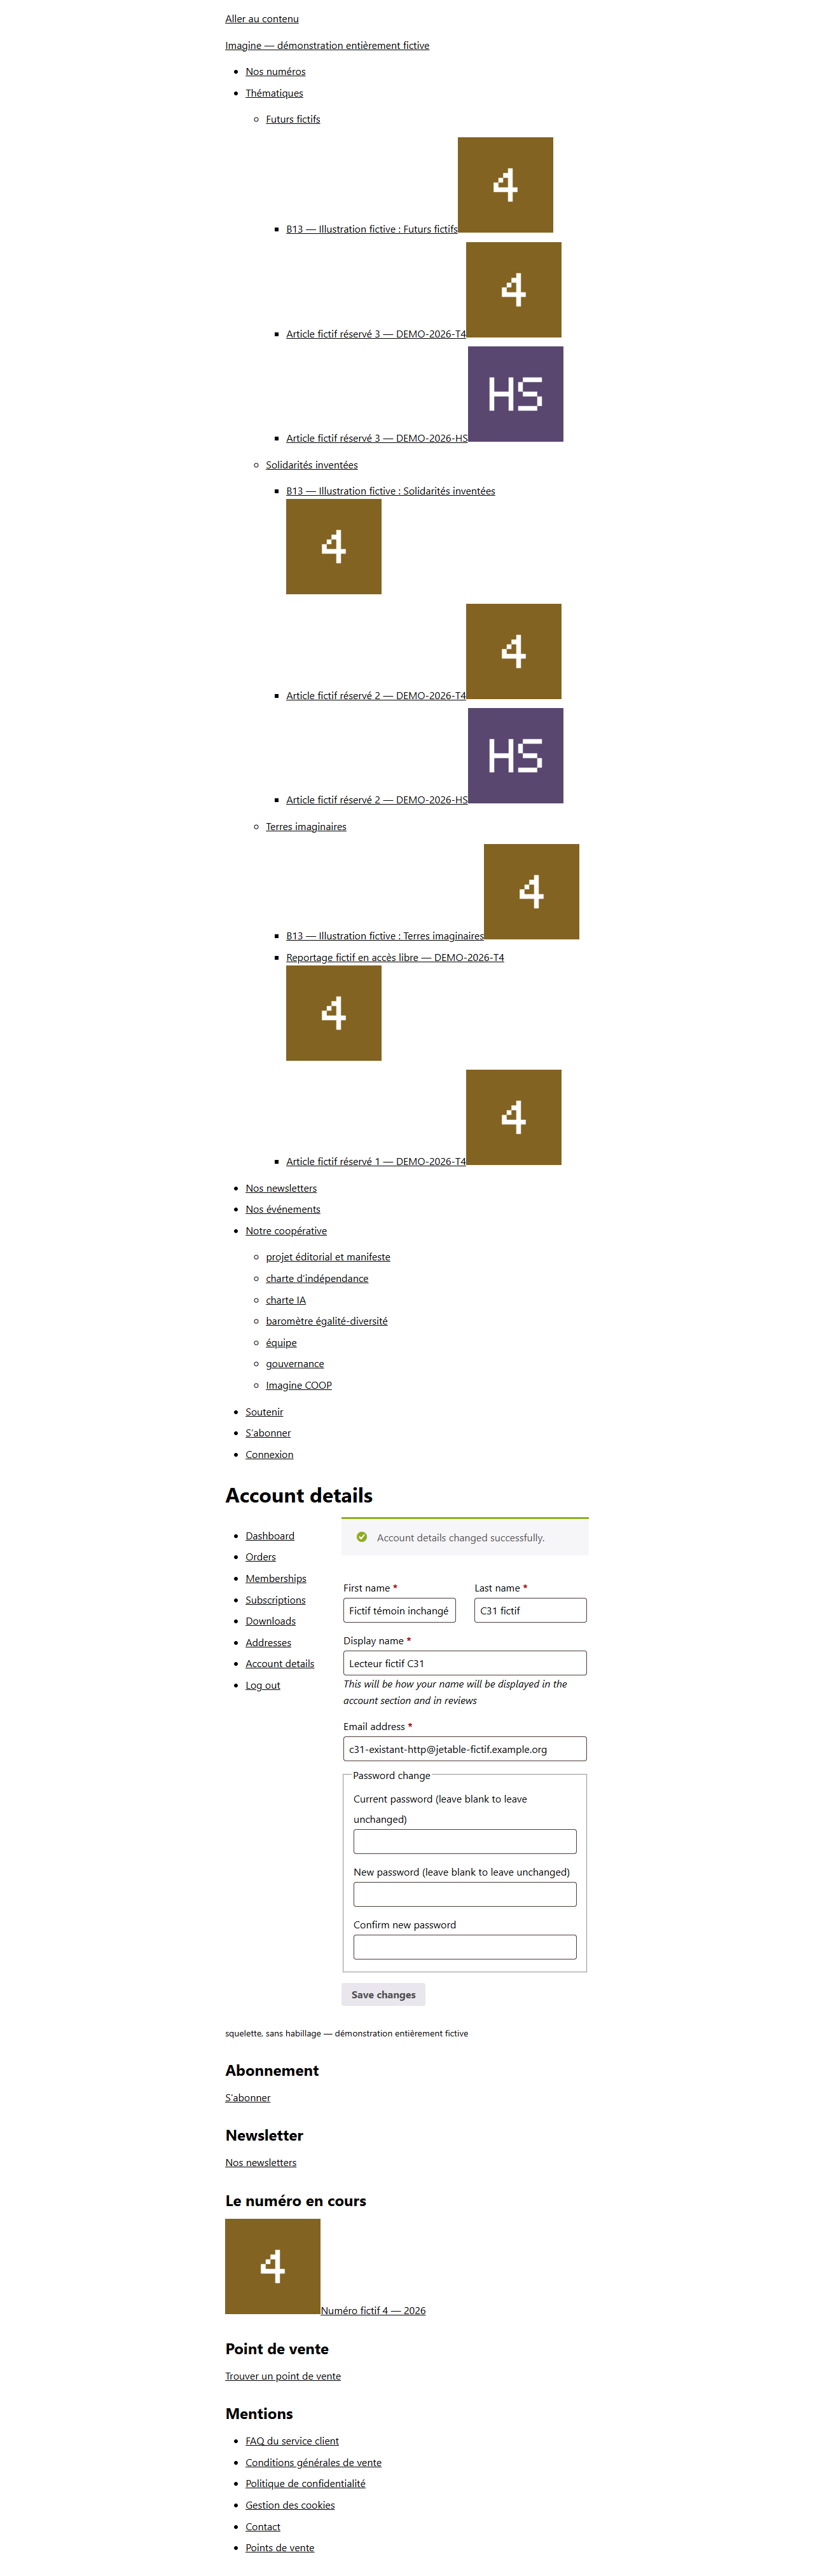 Aller au contenu
Imagine — démonstration entièrement fictive
Nos numéros
Thématiques
Futurs fictifs
4
B13 — Illustration fictive : Futurs fictifs
4
Article fictif réservé 3 — DEMO-2026-T4
HS
Article fictif réservé 3 — DEMO-2026-HS
Solidarités inventées
B13 — Illustration fictive : Solidarités inventées
4
4
Article fictif réservé 2 — DEMO-2026-T4
HS
Article fictif réservé 2 — DEMO-2026-HS
Terres imaginaires
4
B13 — Illustration fictive : Terres imaginaires
Reportage fictif en accès libre — DEMO-2026-T4
4
4
Article fictif réservé 1 — DEMO-2026-T4
Nos newsletters
Nos événements
Notre coopérative
projet éditorial et manifeste
charte d'indépendance
charte IA
baromètre égalité-diversité
équipe
gouvernance
Imagine COOP
Soutenir
S'abonner
Connexion
Account details
Dashboard
Orders
Memberships
Subscriptions
Downloads
Addresses
Account details
Log out
Account details changed successfully.
First name *
Last name *
Fictif témoin inchangé
C31 fictif
Display name *
Lecteur fictif C31
This will be how your name will be displayed in the
account section and in reviews
Email address *
c31-existant-http@jetable-fictif.example.org
Password change
Current password (leave blank to leave
unchanged)
New password (leave blank to leave unchanged)
Confirm new password
Save changes
squelette, sans habillage — démonstration entièrement fictive
Abonnement
S'abonner
Newsletter
Nos newsletters
Le numéro en cours
4
Numéro fictif 4 — 2026
Point de vente
Trouver un point de vente
Mentions
FAQ du service client
Conditions générales de vente
Politique de confidentialité
Gestion des cookies
Contact
Points de vente